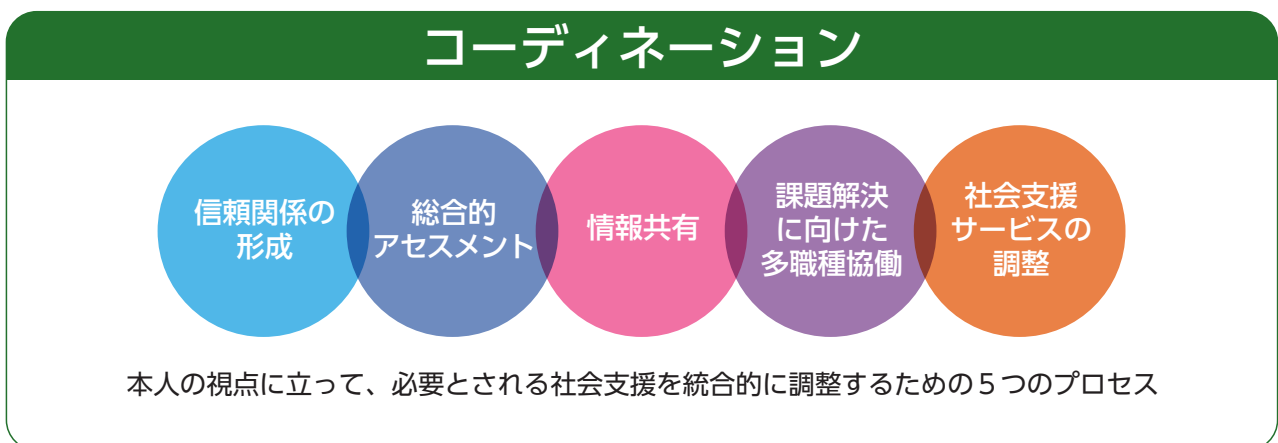 コーディネーション
信頼関係の
形成
総合的
アセスメント
情報共有
課題解決
に向けた
多職種協働
社会支援
サービスの
調整
本人の視点に立って、必要とされる社会支援を統合的に調整するための５つのプロセス